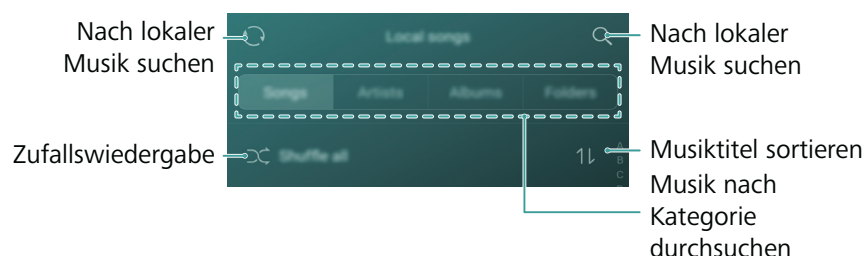 Nach lokaler
Musik suchen
Local songs
Nach lokaler
Musik suchen
Songs Artists Albums Folders
Zufallswiedergabe
Shuffle all
A
B
C
Musiktitel sortieren
Musik nach
Kategorie
durchsuchen